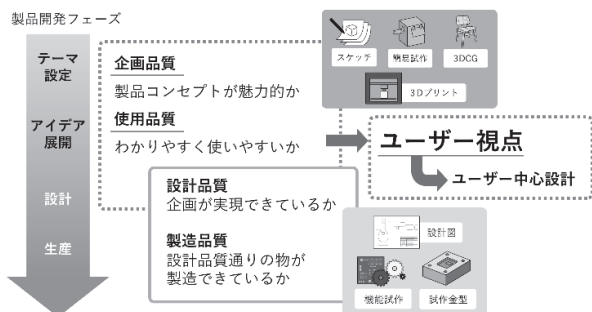 製品開発フェーズ
テーマ
設定
アイデア
展開
設計
生産
企画品質
製品コンセプトが魅力的か
使用品質
わかりやすく使いやすいか
設計品質
企画が実現できているか
製造品質
設計品質通りの物が
製造できているか
スケッチ
簡易試作
3DCG
3Dプリント
ユーザー視点
ユーザー中心設計
設計図
機能試作
試作金型